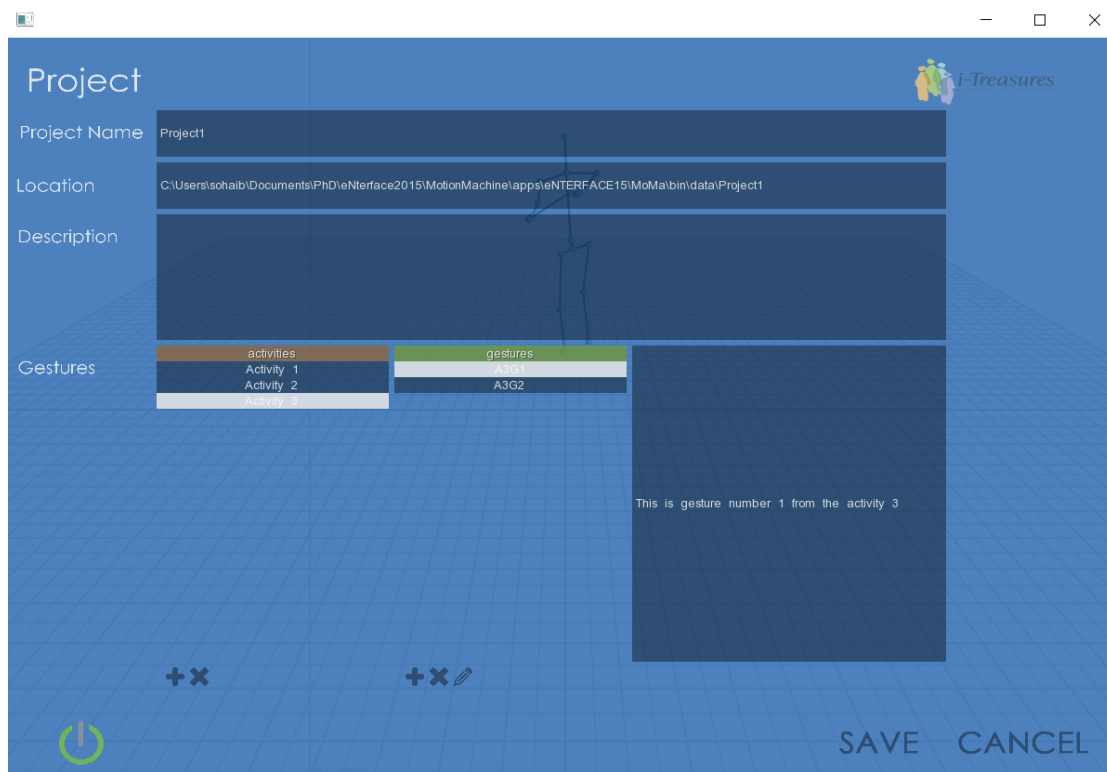 Project
i-Treasures
Project Name
Project1
Location
C:\Users\sohaib\Documents\PhD\eNterface2015\MotionMachine\apps\eNTERFACE15\MoMa\bin\data\Project1
Description
Gestures
activities
Activity 1
Activity 2
Activity 3
gestures
A3G1
A3G2
This is gesture number 1 from the activity 3
SAVE
CANCEL